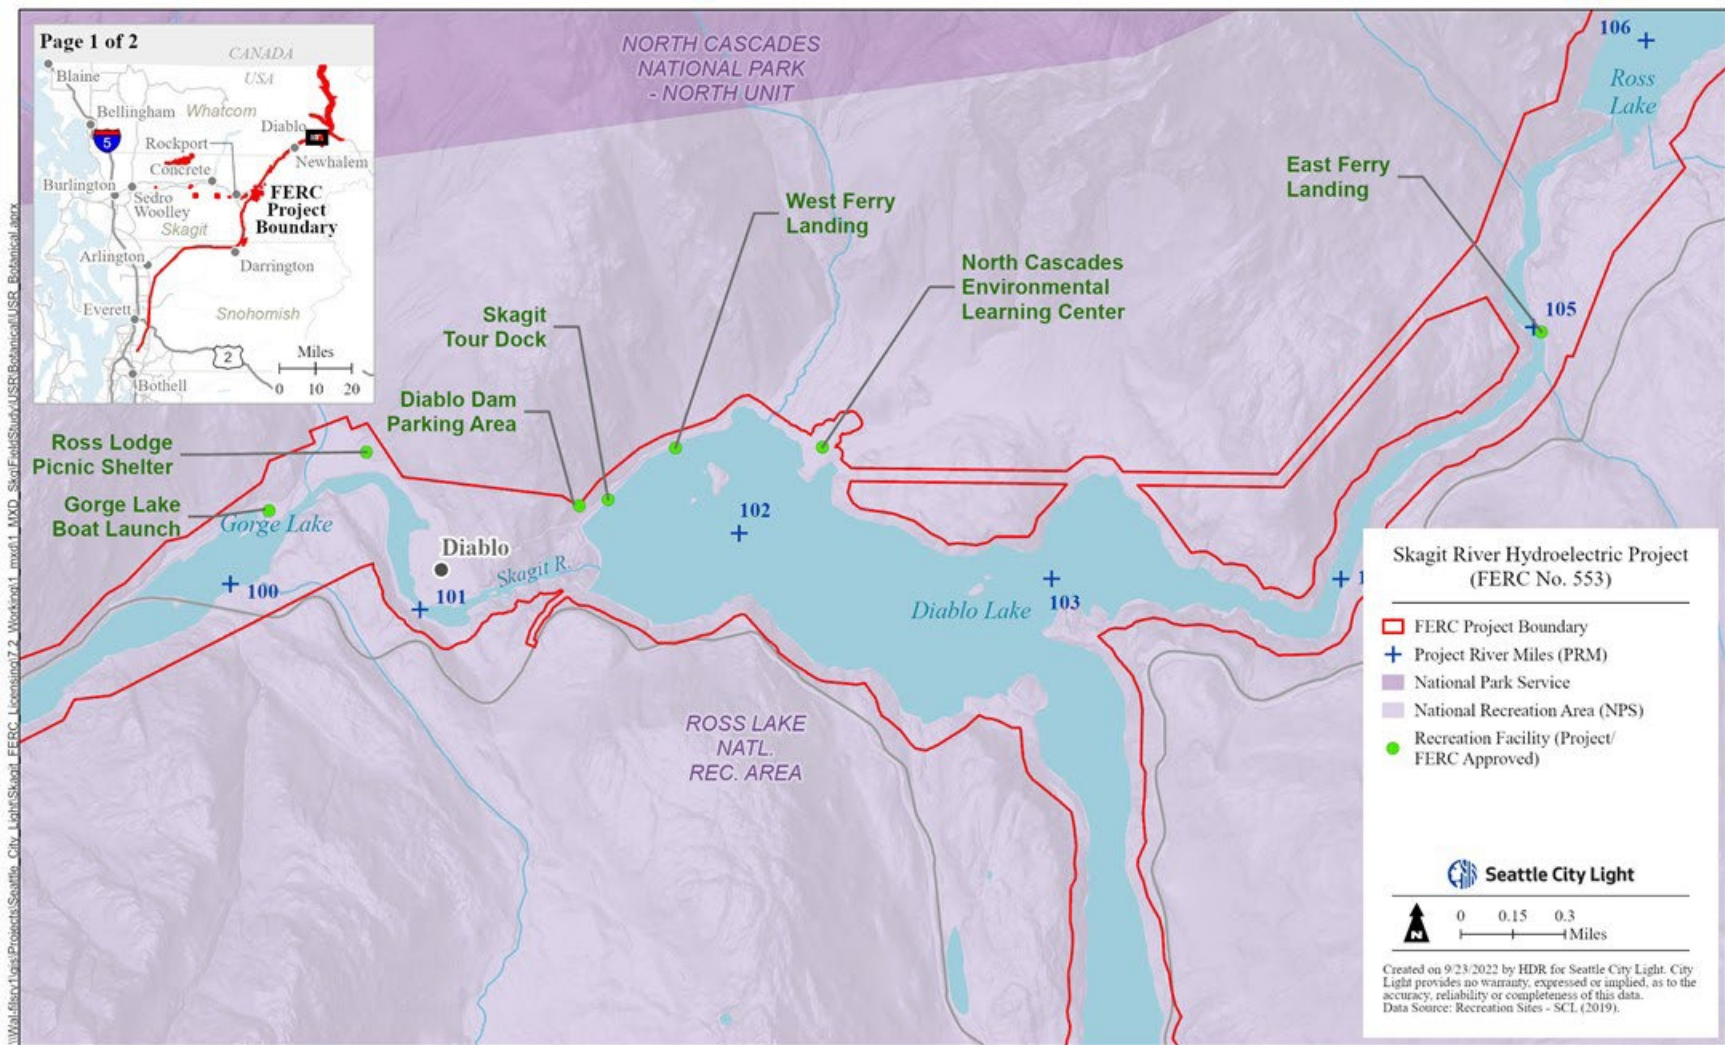 Page 1 of 2
CANADA
USA
Blaine
Bellingham
Whatcom
5
Diablo
Rockport
Newhalem
Concrete
Burlington
Sedro
Woolley
Skagit
FERC
Project
Boundary
Arlington
Darrington
Everett
Snohomish
2
Miles
0 10 20
Bothell
NORTH CASCADES
NATIONAL PARK
- NORTH UNIT
106
Ross
Lake
East Ferry
Landing
105
West Ferry
Landing
North Cascades
Environmental
Learning Center
Skagit
Tour Dock
Diablo Dam
Parking Area
Ross Lodge
Picnic Shelter
Gorge Lake
Boat Launch
Gorge Lake
102
Diablo
Skagit R.
100
101
Diablo Lake
103
1
ROSS LAKE
NATL.
REC. AREA
Skagit River Hydroelectric Project
(FERC No. 553)
FERC Project Boundary
Project River Miles (PRM)
National Park Service
National Recreation Area (NPS)
Recreation Facility (Project/
FERC Approved)
Seattle City Light
N
0 0.15 0.3
Miles
Created on 9/23/2022 by HDR for Seattle City Light. City
Light provides no warranty, expressed or implied, as to the
accuracy, reliability or completeness of this data.
Data Source: Recreation Sites - SCL (2019).